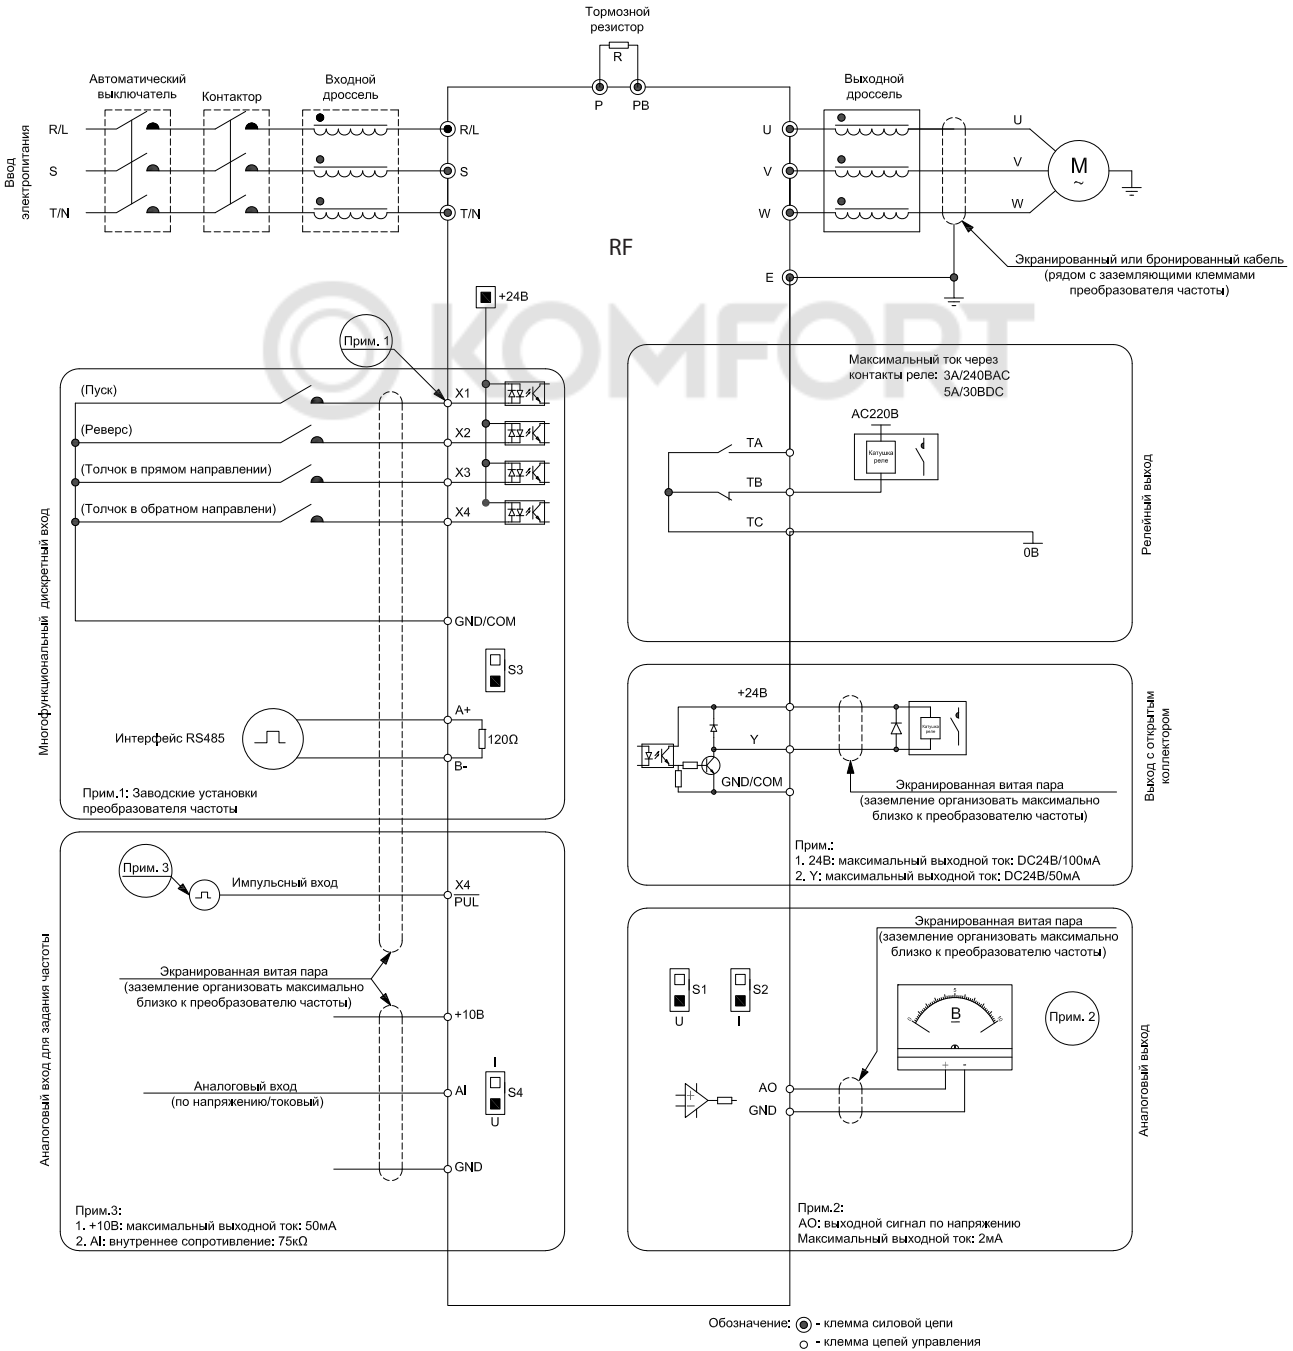 Тормозной
резистор
R
P
PB
Автоматический
выключатель
Контактор
Входной
дроссель
Выходной
дроссель
Ввод
электропитания
R/L
S
T/N
R/L
S
T/N
U
V
W
U
V
W
M
~
RF
E
Экранированный или бронированный кабель
(рядом с заземляющими клеммами
преобразователя частоты)
KOMFORT
+24В
Прим. 1
Многофункциональный дискретный вход
(Пуск)
X1
(Реверс)
X2
(Толчок в прямом направлении)
X3
(Толчок в обратном направлени)
X4
GND/COM
S3
A+
Интерфейс RS485
120Ω
B-
Прим.1: Заводские установки
преобразователя частоты
Релейный выход
Максимальный ток через
контакты реле: 3A/240BAC
5A/30BDC
AC220В
Катушка
реле
TA
TB
TC
0В
Выход с открытым
коллектором
+24В
Y
GND/COM
Катушка
реле
Экранированная витая пара
(заземление организовать максимально
близко к преобразователю частоты)
Прим.:
1. 24В: максимальный выходной ток: DC24В/100мА
2. Y: максимальный выходной ток: DC24В/50мА
Аналоговый вход для задания частоты
Прим. 3
Импульсный вход
X4
PUL
Экранированная витая пара
(заземление организовать максимально
близко к преобразователю частоты)
+10В
Аналоговый вход
(по напряжению/токовый)
AI
I
S4
U
GND
Прим.3:
1. +10В: максимальный выходной ток: 50мА
2. AI: внутреннее сопротивление: 75кΩ
Аналоговый выход
Экранированная витая пара
(заземление организовать максимально
близко к преобразователю частоты)
S1
U
S2
I
0
5
10
В
+
-
Прим. 2
AO
GND
Прим.2:
AO: выходной сигнал по напряжению
Максимальный выходной ток: 2мА
Обозначение: - клемма силовой цепи
- клемма цепей управления